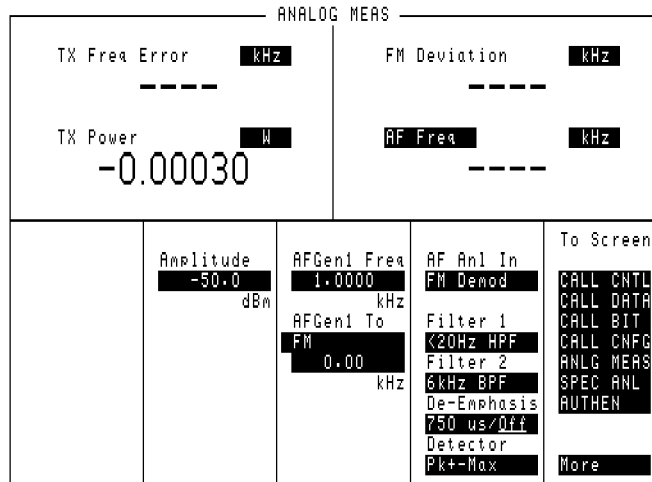 ANALOG MEAS
TX Freq Error kHz
----
FM Deviation kHz
----
TX Power W
-0.00030
AF Freq kHz
----
Amplitude
-50.0
dBm
AFGen1 Freq
1.0000
kHz
AFGen1 To
FM
0.00
kHz
AF Anl In
FM Demod
Filter 1
<20Hz HPF
Filter 2
6kHz BPF
De-Emphasis
750 us/Off
Detector
Pk+-Max
To Screen
CALL CNTL
CALL DATA
CALL BIT
CALL CNFG
ANLG MEAS
SPEC ANL
AUTHEN
More